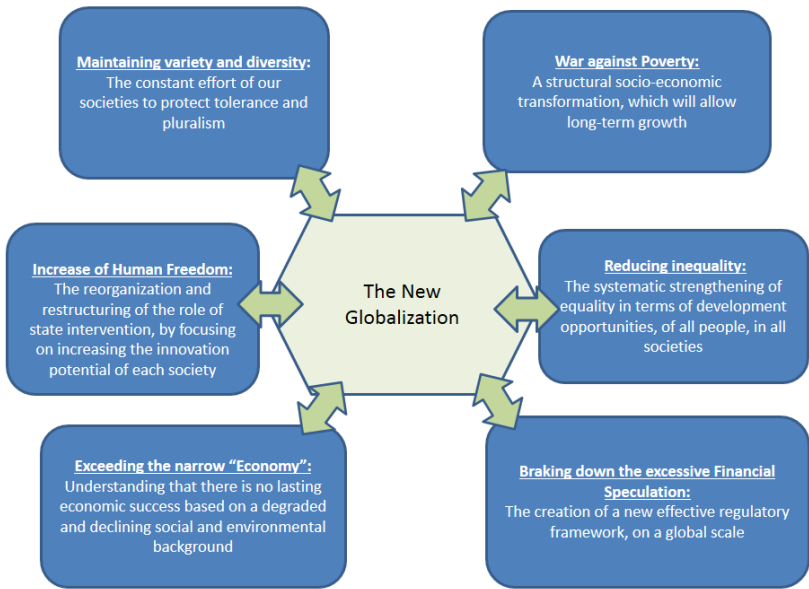 Maintaining variety and diversity:
The constant effort of our
societies to protect tolerance and
pluralism
War against Poverty:
A structural socio-economic
transformation, which will allow
long-term growth
Increase of Human Freedom:
The reorganization and
restructuring of the role of
state intervention, by focusing
on increasing the innovation
potential of each society
The New
Globalization
Reducing inequality:
The systematic strengthening of
equality in terms of development
opportunities, of all people, in all
societies
Exceeding the narrow “Economy”:
Understanding that there is no lasting
economic success based on a degraded
and declining social and environmental
background
Braking down the excessive Financial
Speculation:
The creation of a new effective regulatory
framework, on a global scale